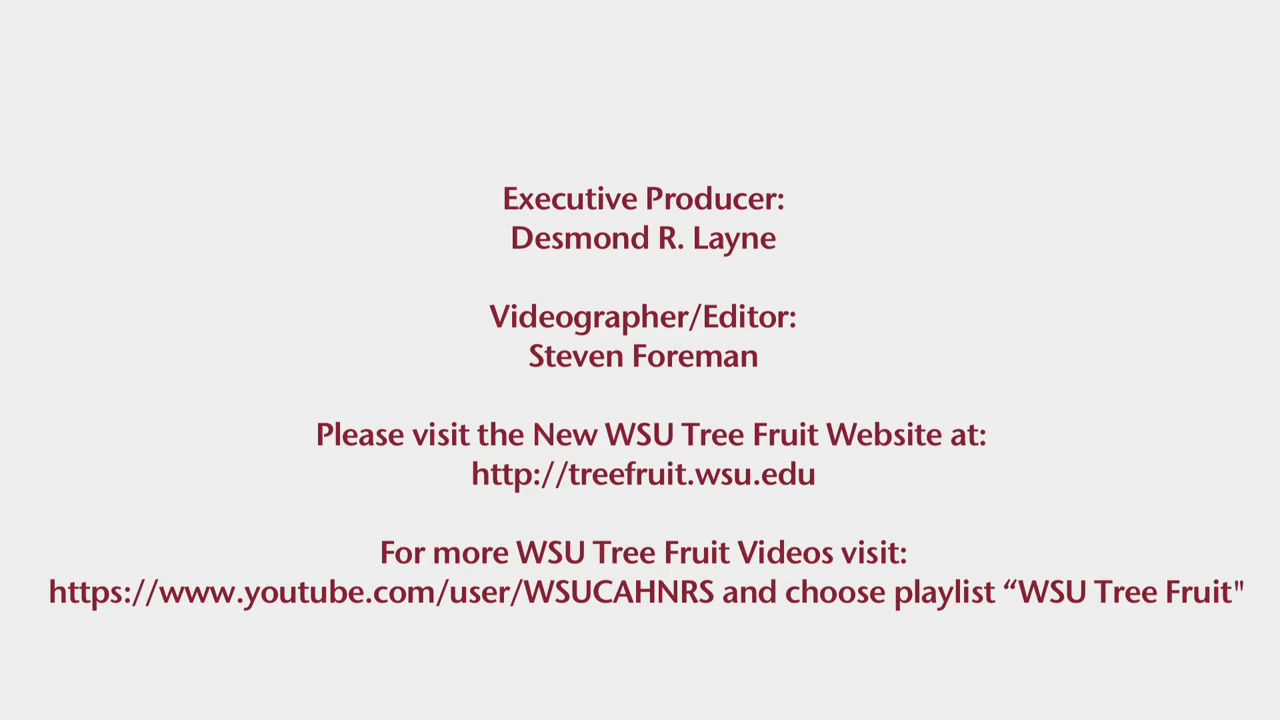 Executive Producer:
Desmond R. Layne
Videographer/Editor:
Steven Foreman
Please visit the New WSU Tree Fruit Website at:
http://treefruit.wsu.edu
For more WSU Tree Fruit Videos visit:
https://www.youtube.com/user/WSUCAHNRS and choose playlist “WSU Tree Fruit"